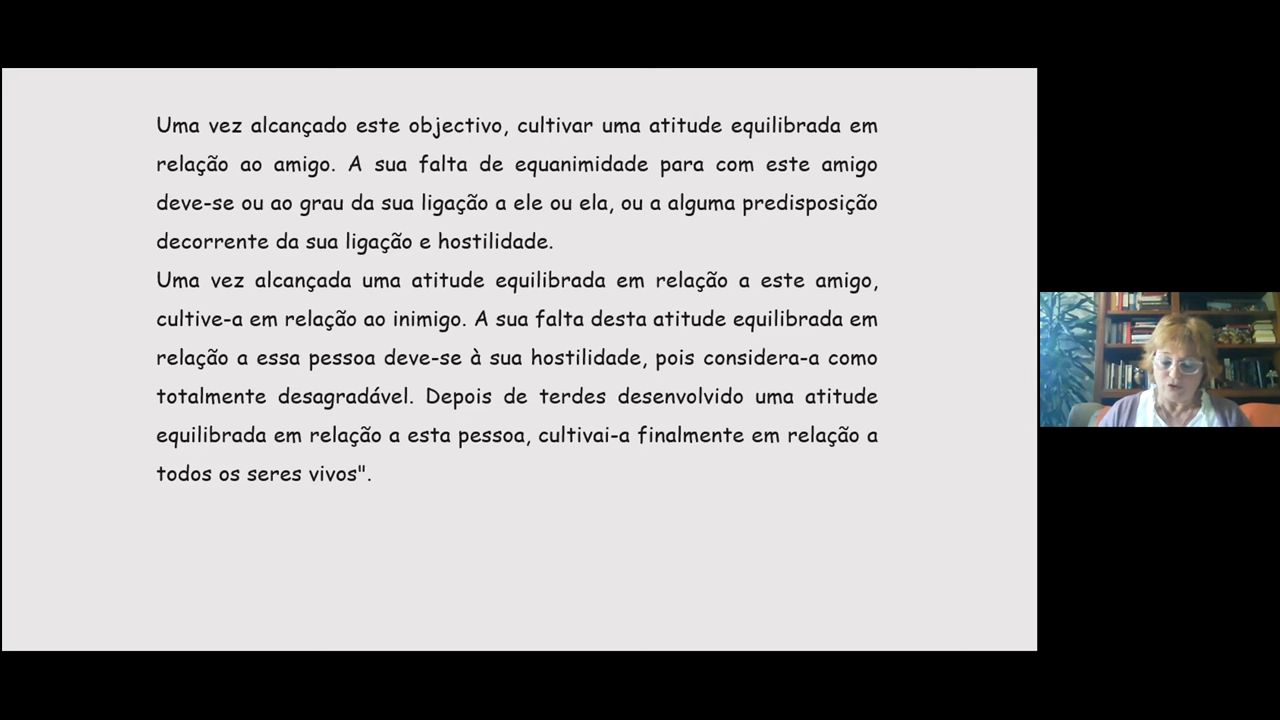 Uma vez alcançado este objectivo, cultivar uma atitude equilibrada em
relação ao amigo. A sua falta de equanimidade para com este amigo
deve-se ou ao grau da sua ligação a ele ou ela, ou a alguma predisposição
decorrente da sua ligação e hostilidade.
Uma vez alcançada uma atitude equilibrada em relação a este amigo,
cultive-a em relação ao inimigo. A sua falta desta atitude equilibrada em
relação a essa pessoa deve-se à sua hostilidade, pois considera-a como
totalmente desagradável. Depois de terdes desenvolvido uma atitude
equilibrada em relação a esta pessoa, cultivai-a finalmente em relação a
todos os seres vivos".